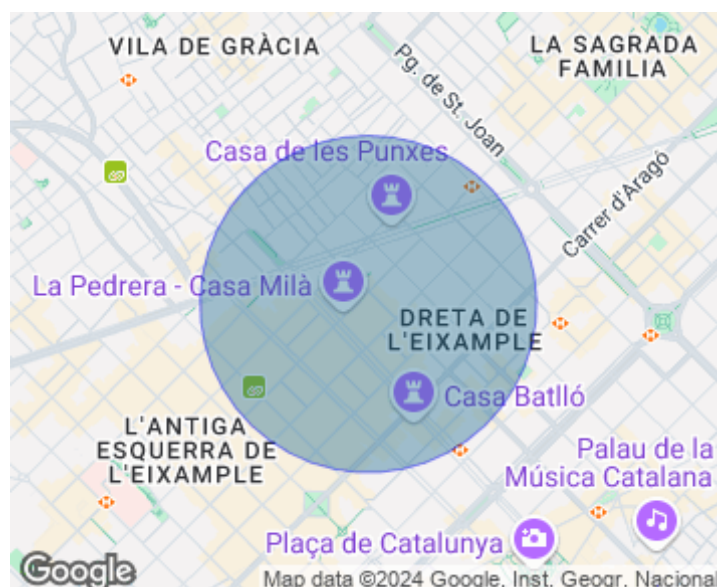 VILA DE GRÀCIA
LA SAGRADA
FAMILIA
Pg. de St. Joan
Casa de les Punxes
Carrer d'Aragó
La Pedrera - Casa Milà
DRETA DE
L'EIXAMPLE
Casa Batlló
L'ANTIGA
ESQUERRA DE
L'EIXAMPLE
Palau de la
Música Catalana
Plaça de Catalunya
Google
Map data ©2024 Google, Inst. Geogr. Nacional